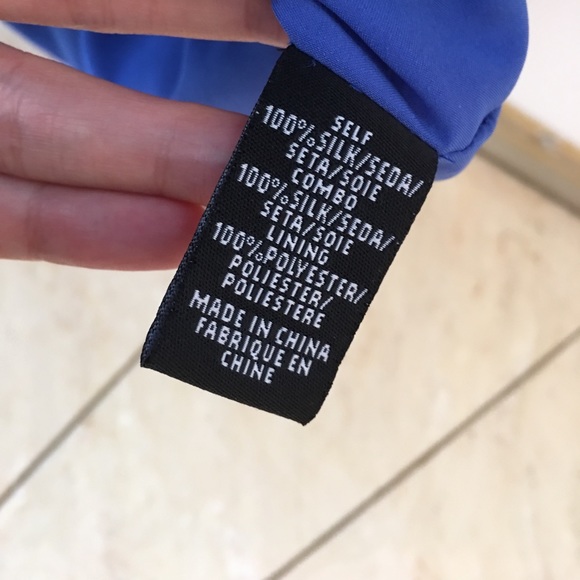 SELF
100% SILK/SEDA/
SETA/SOIE
COMBO
100% SILK/SEDA/
SETA/SOIE
LINING
100% POLYESTER/
POLIESTER/
POLIESTERE
MADE IN CHINA
FABRIQUE EN
CHINE